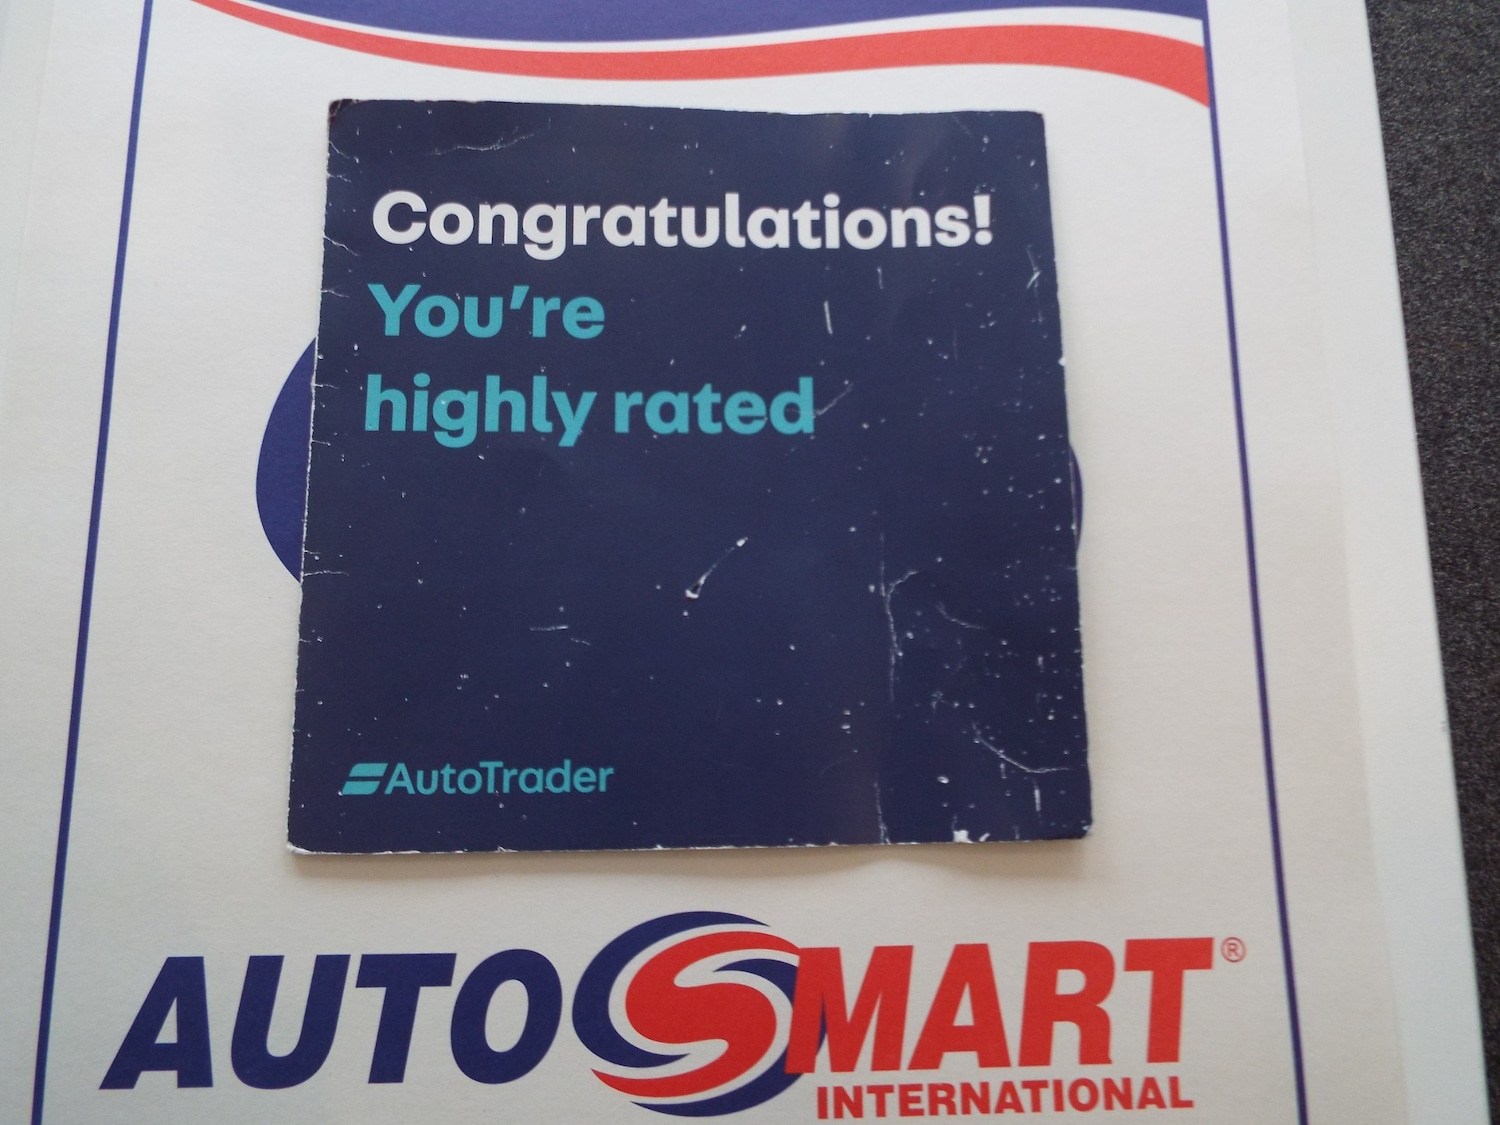 Congratulations!
You're
highly rated
AutoTrader
AUTOSMART®
INTERNATIONAL